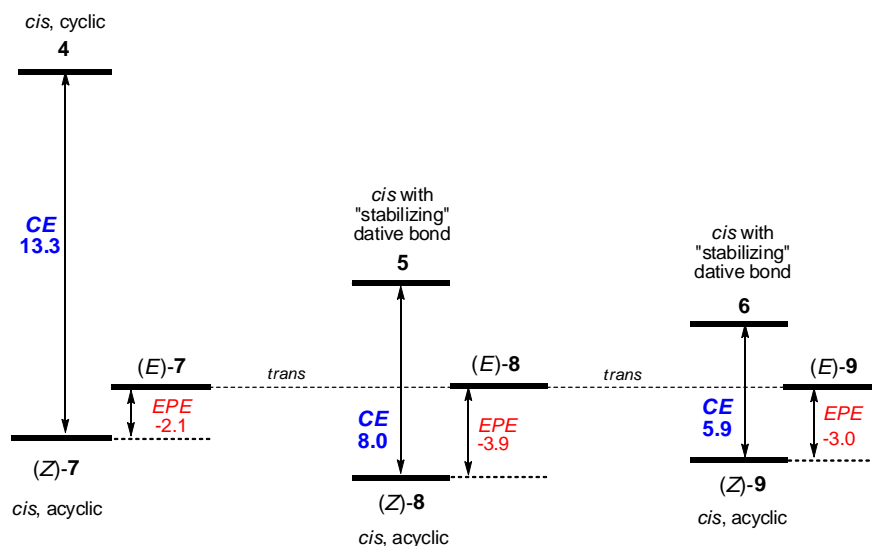 cis, cyclic
4
CE
13.3
(E)-7
EPE
-2.1
(Z)-7
cis, acyclic
trans
cis with
"stabilizing"
dative bond
5
CE
8.0
(E)-8
EPE
-3.9
(Z)-8
cis, acyclic
trans
cis with
"stabilizing"
dative bond
6
CE
5.9
(E)-9
EPE
-3.0
(Z)-9
cis, acyclic